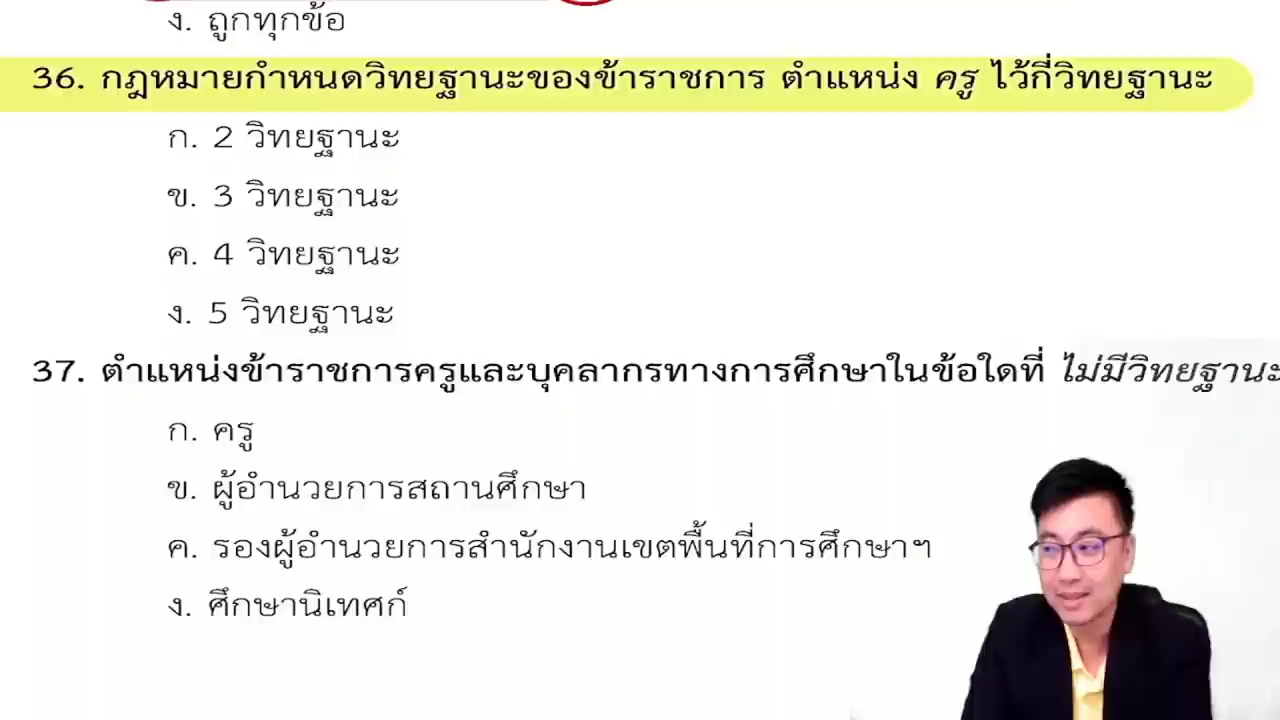 ง. ถูกทุกข้อ
36. กฎหมายกำหนดวิทยฐานะของข้าราชการ ตำแหน่ง ครู ไว้กี่วิทยฐานะ
ก. 2 วิทยฐานะ
ข. 3 วิทยฐานะ
ค. 4 วิทยฐานะ
ง. 5 วิทยฐานะ
37. ตำแหน่งข้าราชการครูและบุคลากรทางการศึกษาในข้อใดที่ ไม่มีวิทยฐานะ
ก. ครู
ข. ผู้อำนวยการสถานศึกษา
ค. รองผู้อำนวยการสำนักงานเขตพื้นที่การศึกษาฯ
ง. ศึกษานิเทศก์